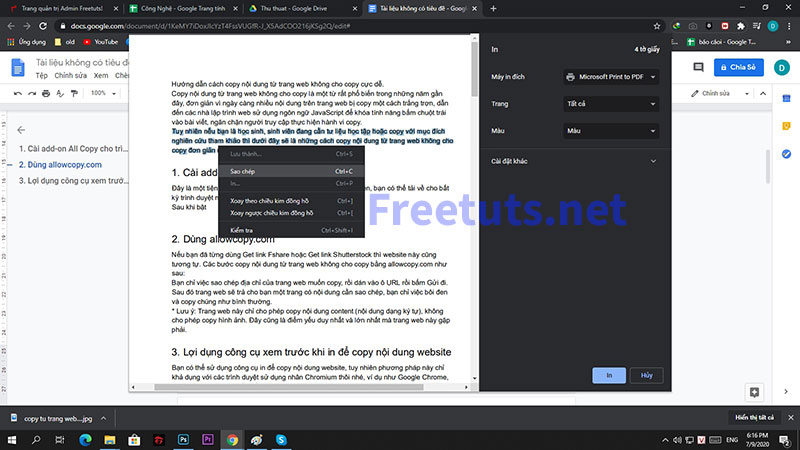 Trang quản trị Admin Freetuts!
Công Nghệ - Google Trang tính
Thủ thuật - Google Drive
Tài liệu không có tiêu đề - Goog
docs.google.com/document/d/1KeMY7iDoxJlcYzT4FssVUGfR-J_X5AdCOO216jKSg2Q/edit#
Ứng dụng
old
YouTube
bảo cáoi - Google T...
Tài liệu không có tiêu đ
Tệp Chỉnh sửa Xem
Chia Sẻ
100%
Chỉnh sửa
1. Cài add-on All Copy cho tri...
2. Dùng allowcopy.com
3. Lợi dụng công cụ xem trướ...
Hướng dẫn cách copy nội dung từ trang web không cho copy cực dễ.
Copy nội dung từ trang web không cho copy là một từ rất phổ biến trong những năm gần
đây, đơn giản vì ngày càng nhiều nội dung trên trang web bị copy một cách trắng trợn, dẫn
đến các nhà lập trình web sử dụng ngôn ngữ JavaScript để khóa tính năng bấm chuột trái
vào bài viết, ngăn chặn người truy cập thực hiện hành vi copy.
Tuy nhiên nếu bạn là học sinh, sinh viên đang cần tư liệu học tập hoặc copy với mục đích
nghiên cứu tham khảo thì dưới đây sẽ là những cách copy nội dung từ trang web không cho
copy đơn giản
Lưu thành... Ctrl+S
Sao chép Ctrl+C
In... Ctrl+P
Xoay theo chiều kim đồng hồ Ctrl+]
Xoay ngược chiều kim đồng hồ Ctrl+[
Kiểm tra Ctrl+Shift+I
1. Cài add
Đây là một tiện
en, bạn có thể tải về cho bất
kỳ trình duyệt n
Sau khi bật
2. Dùng allowcopy.com
Nếu bạn đã từng dùng Get link Fshare hoặc Get link Shutterstock thì website này cũng
tương tự. Các bước copy nội dung từ trang web không cho copy bằng allowcopy.com như
sau:
Bạn chỉ việc sao chép địa chỉ của trang web muốn copy, rồi dán vào ô URL rồi bấm Gửi đi.
Sau đó trang web sẽ trả cho bạn một trang có nội dung cần sao chép, bạn chỉ việc bôi đen
và copy chúng như bình thường.
* Lưu ý: Trang web này chỉ cho phép copy nội dung content (nội dung dạng ký tự), không
cho phép copy hình ảnh. Đây cũng là điểm yếu duy nhất và lớn nhất mà trang web này gặp
phải.
3. Lợi dụng công cụ xem trước khi in để copy nội dung website
Bạn có thể sử dụng công cụ in để copy nội dung website, tuy nhiên phương pháp này chỉ
khả dụng với các trình duyệt sử dụng nhân Chromium thôi nhé, ví dụ như Google Chrome,
In 4 tờ giấy
Máy in đích Microsoft Print to PDF
Trang Tất cả
Màu Màu
Cài đặt khác
Freetuts.net
In Hủy
copy tu trang web....jpg
Hiển thị tất cả
6:16 PM
7/9/2020